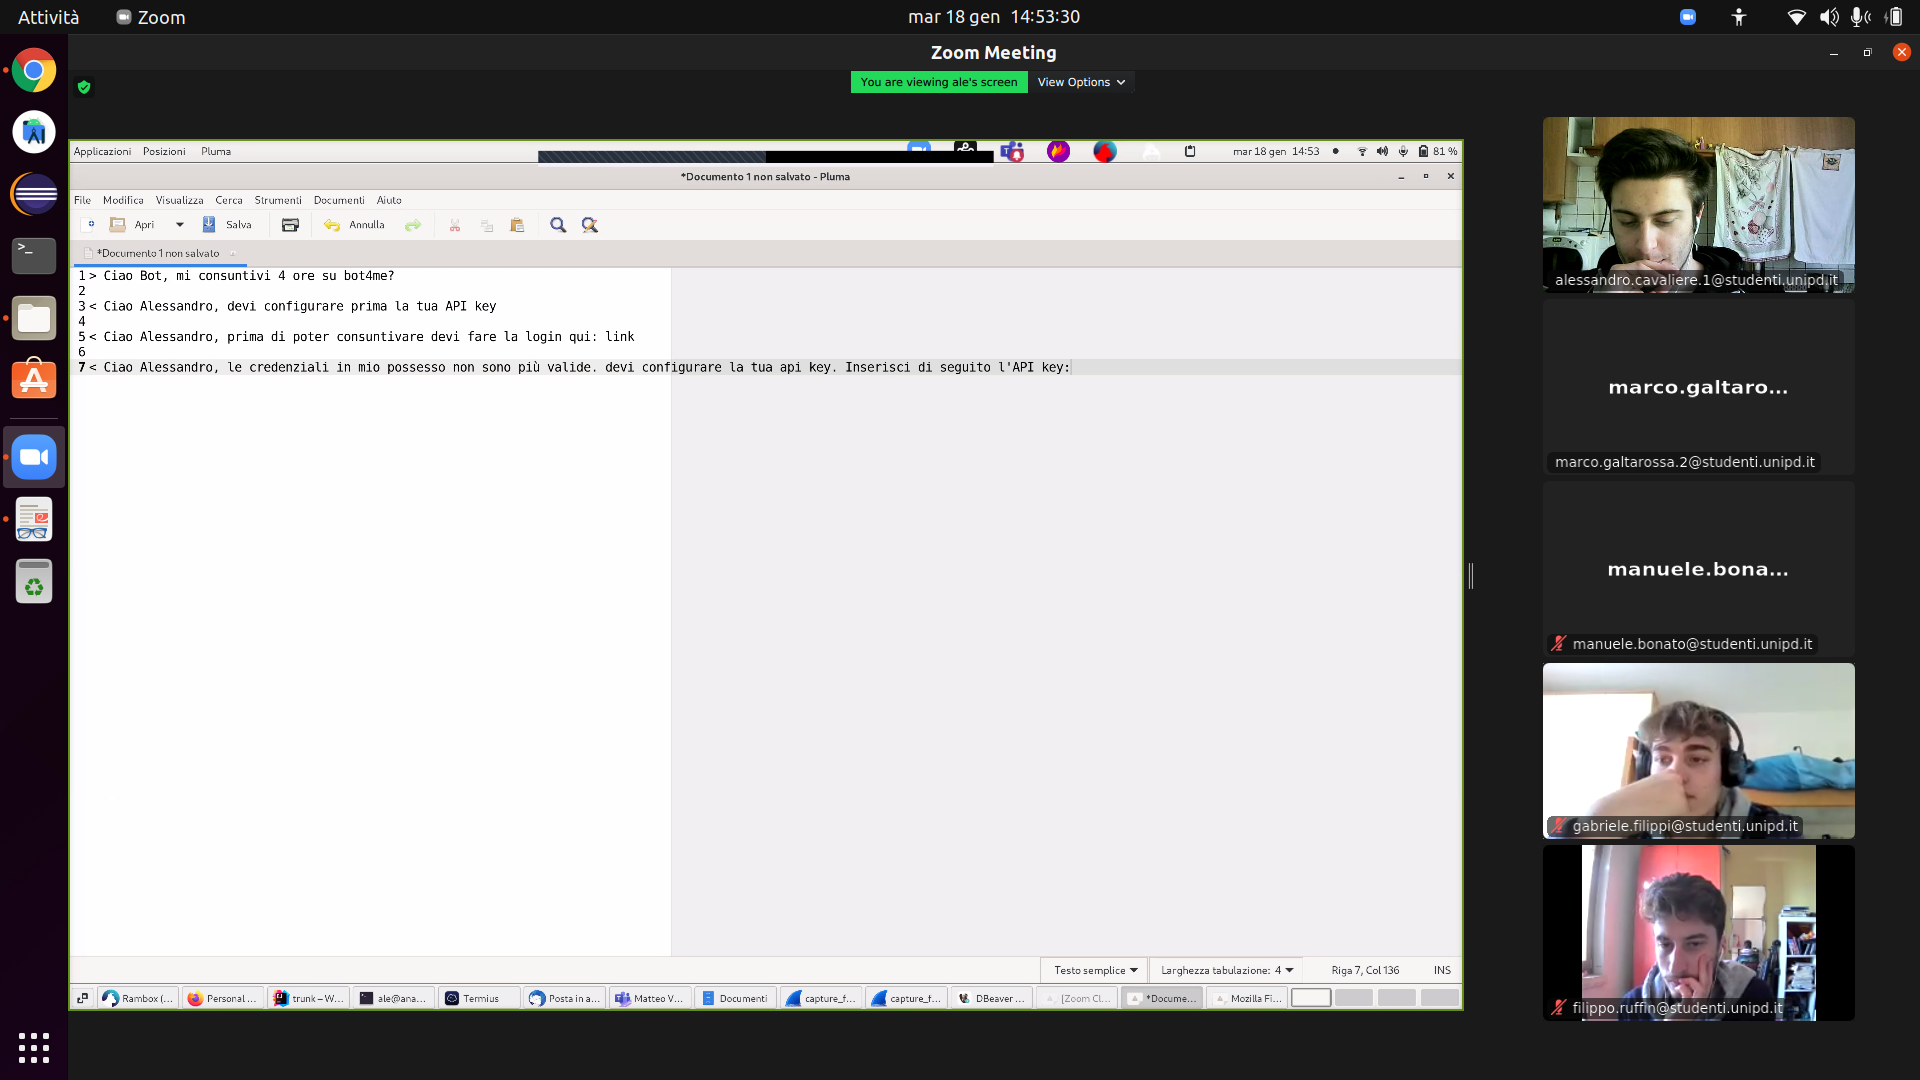 Attività
Zoom
mar 18 gen 14:53:30
Zoom Meeting
You are viewing ale's screen
View Options
Applicazioni Posizioni Pluma
mar 18 gen 14:53
81 %
*Documento 1 non salvato - Pluma
File Modifica Visualizza Cerca Strumenti Documenti Aiuto
Apri Salva Annulla
*Documento 1 non salvato
1 > Ciao Bot, mi consuntivi 4 ore su bot4me?
2
3 < Ciao Alessandro, devi configurare prima la tua API key
4
5 < Ciao Alessandro, prima di poter consuntivare devi fare la login qui: link
6
7 < Ciao Alessandro, le credenziali in mio possesso non sono più valide. devi configurare la tua api key. Inserisci di seguito l'API key:
Testo semplice Larghezza tabulazione: 4 Riga 7, Col 136 INS
Rambox (... Personal ... trunk – W... ale@ana... Termius Posta in a... Matteo V... Documenti capture_f... capture_f... DBeaver ... [Zoom Cl... *Docume... Mozilla Fi...
alessandro.cavaliere.1@studenti.unipd.it
marco.galtaro...
marco.galtarossa.2@studenti.unipd.it
manuele.bona...
manuele.bonato@studenti.unipd.it
gabriele.filippi@studenti.unipd.it
filippo.ruffin@studenti.unipd.it